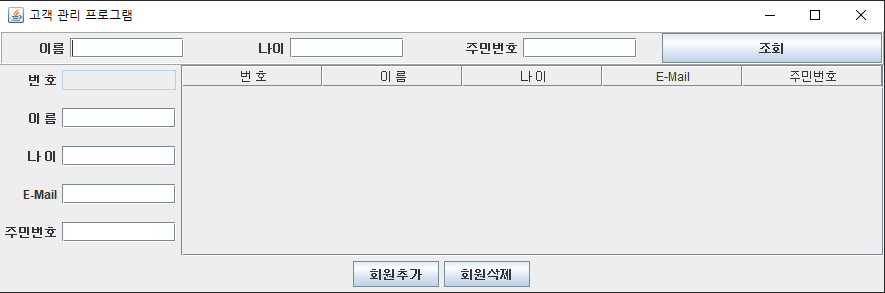 고객 관리 프로그램
이름 나이 주민번호 조회
번 호 번 호 이 름 나 이 E-Mail 주민번호
이 름
나 이
E-Mail
주민번호
회원추가 회원삭제